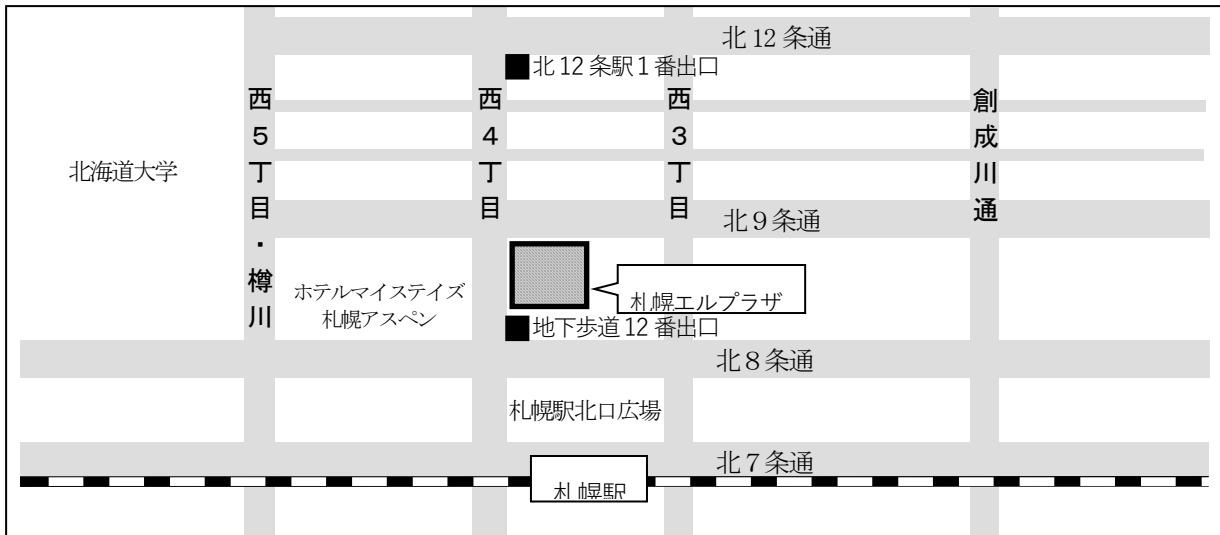 北12条通
北12条駅1番出口
西5丁目・樽川
西4丁目
西3丁目
創成川通
北海道大学
北9条通
ホテルマイステイズ
札幌アスペン
札幌エルプラザ
地下歩道12番出口
北8条通
札幌駅北口広場
北7条通
札幌駅